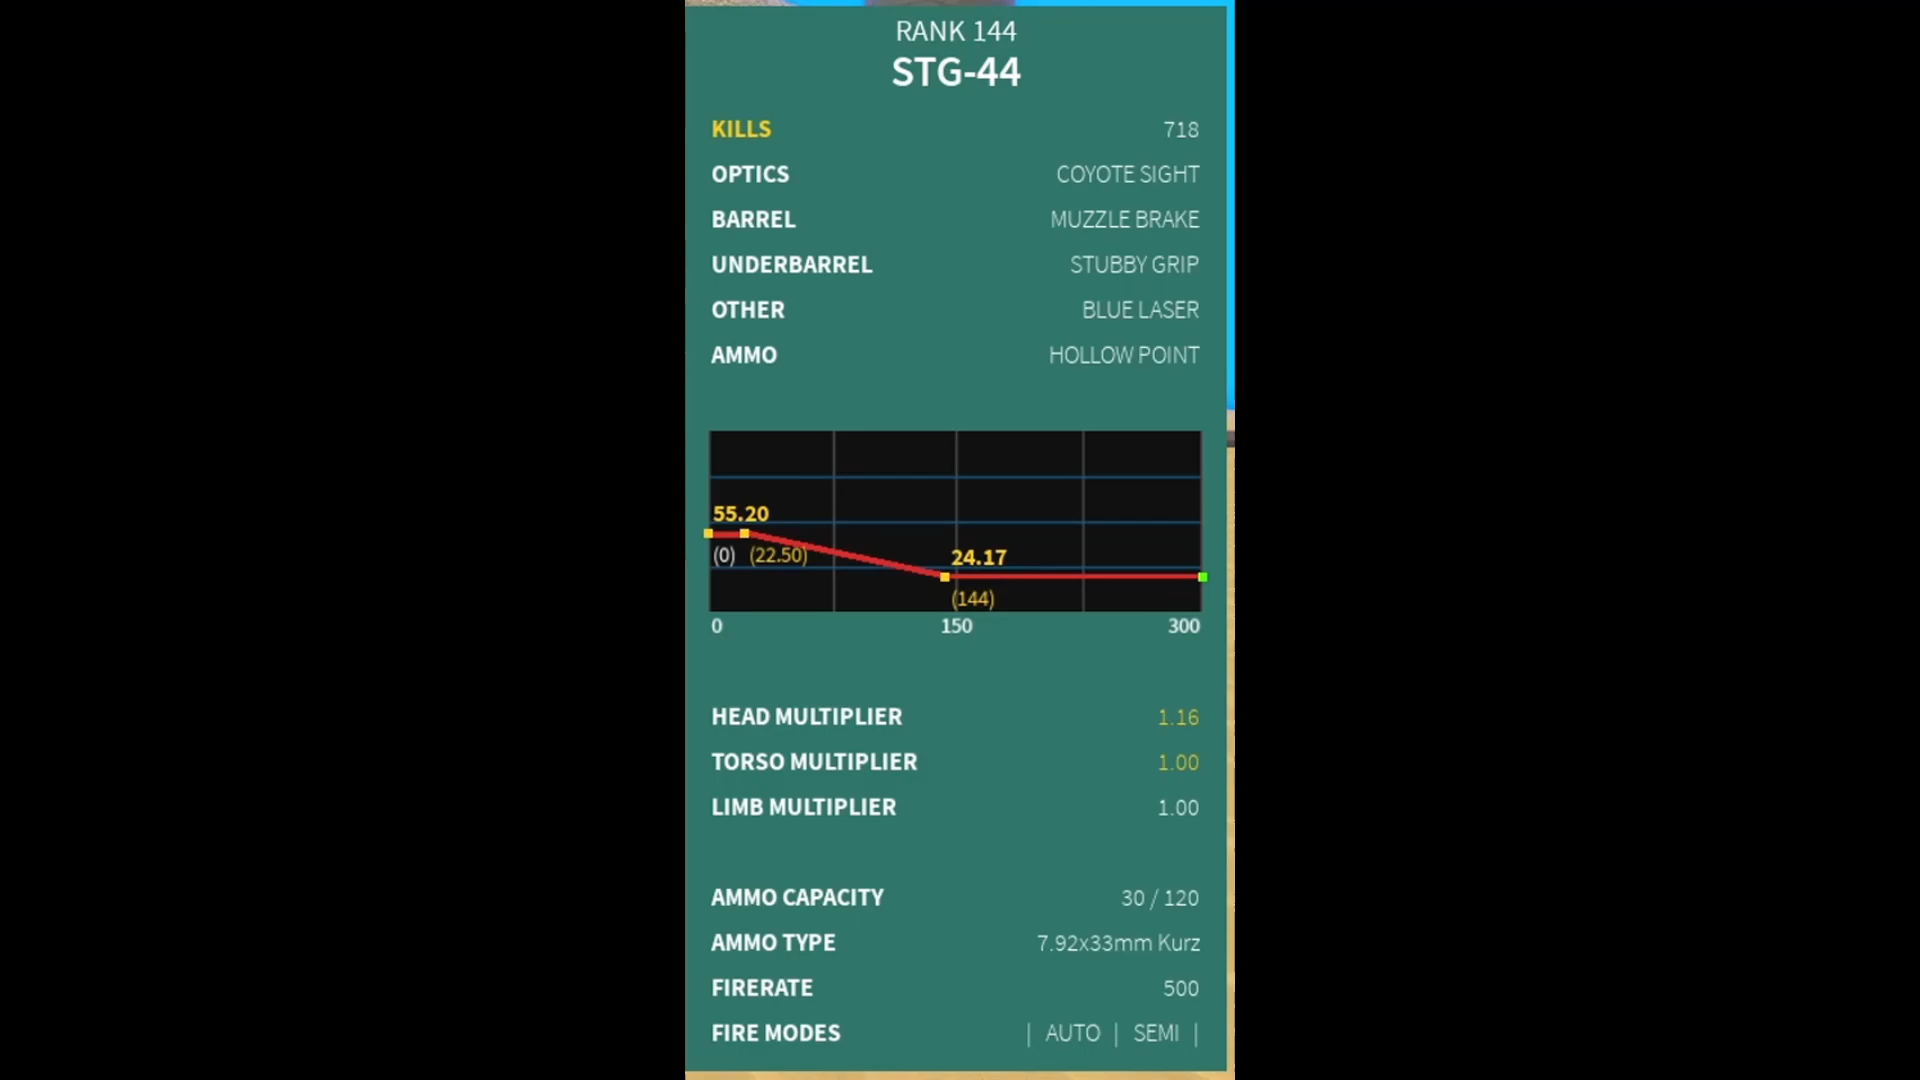 RANK 144
STG-44
KILLS 718
OPTICS COYOTE SIGHT
BARREL MUZZLE BRAKE
UNDERBARREL STUBBY GRIP
OTHER BLUE LASER
AMMO HOLLOW POINT
55.20
(0) (22.50)
24.17
(144)
0 150 300
HEAD MULTIPLIER 1.16
TORSO MULTIPLIER 1.00
LIMB MULTIPLIER 1.00
AMMO CAPACITY 30 / 120
AMMO TYPE 7.92x33mm Kurz
FIRERATE 500
FIRE MODES | AUTO | SEMI |